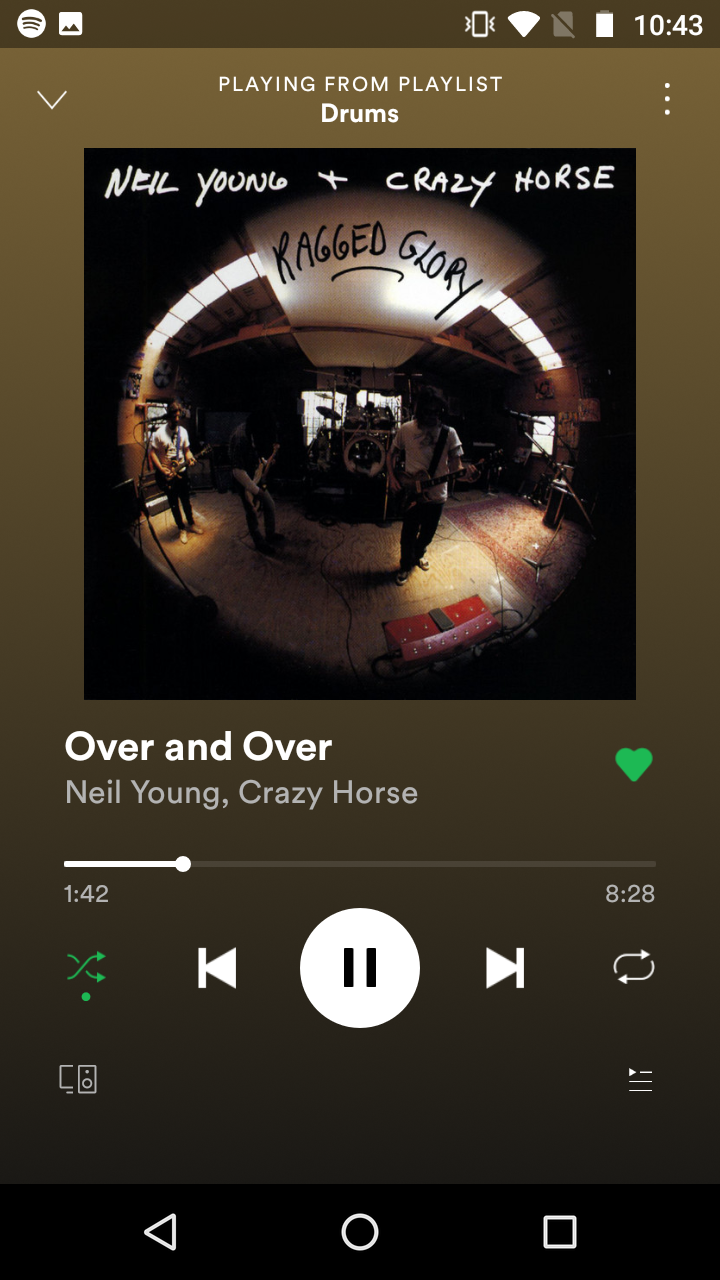 10:43
PLAYING FROM PLAYLIST
Drums
NEIL YOUNG + CRAZY HORSE
RAGGED GLORY
Over and Over
Neil Young, Crazy Horse
1:42
8:28